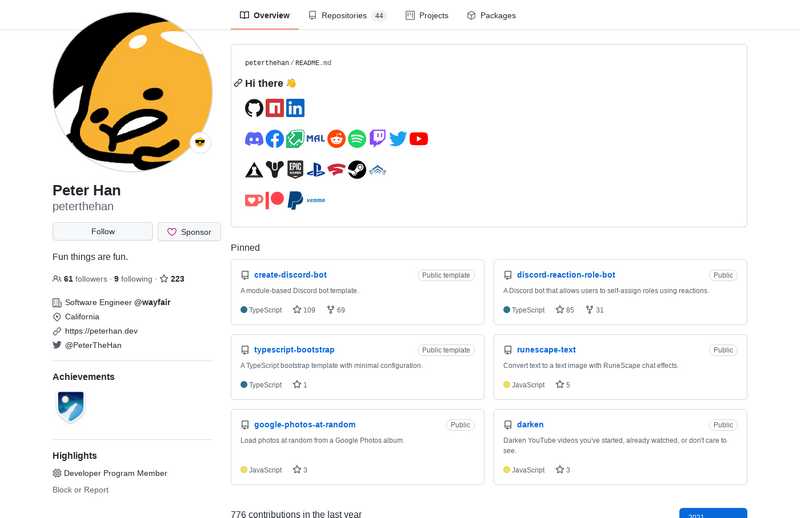 Overview
Repositories 44
Projects
Packages
peterthehan/README.md
Hi there 👋
MAL
EPIC GAMES
venmo
😎
Peter Han
peterthehan
Follow
Sponsor
Fun things are fun.
61 followers · 9 following · 223
Software Engineer @wayfair
California
https://peterhan.dev
@PeterTheHan
Achievements
Highlights
Developer Program Member
Block or Report
Pinned
create-discord-bot Public template
A module-based Discord bot template.
TypeScript 109 69
discord-reaction-role-bot Public
A Discord bot that allows users to self-assign roles using reactions.
TypeScript 85 31
typescript-bootstrap Public template
A TypeScript bootstrap template with minimal configuration.
TypeScript 1
runescape-text Public
Convert text to a text image with RuneScape chat effects.
JavaScript 5
google-photos-at-random Public
Load photos at random from a Google Photos album.
JavaScript 3
darken Public
Darken YouTube videos you've started, already watched, or don't care to
see.
JavaScript 3
776 contributions in the last year
2021